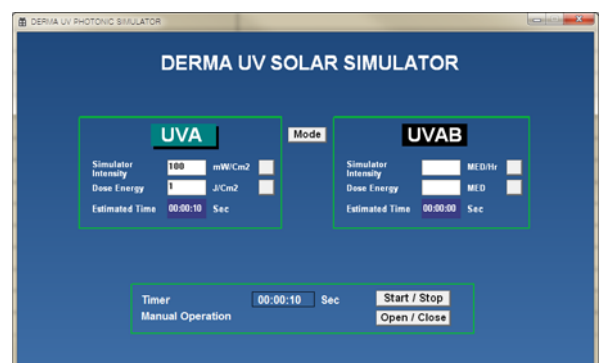 DERMA UV PHOTONIC SIMULATOR
DERMA UV SOLAR SIMULATOR
UVA
Mode
UVAB
Simulator Intensity 100 mW/Cm2
Dose Energy 1 J/Cm2
Estimated Time 00:00:10 Sec
Simulator Intensity MED/Hr
Dose Energy MED
Estimated Time 00:00:00 Sec
Timer 00:00:10 Sec Start / Stop
Manual Operation Open / Close